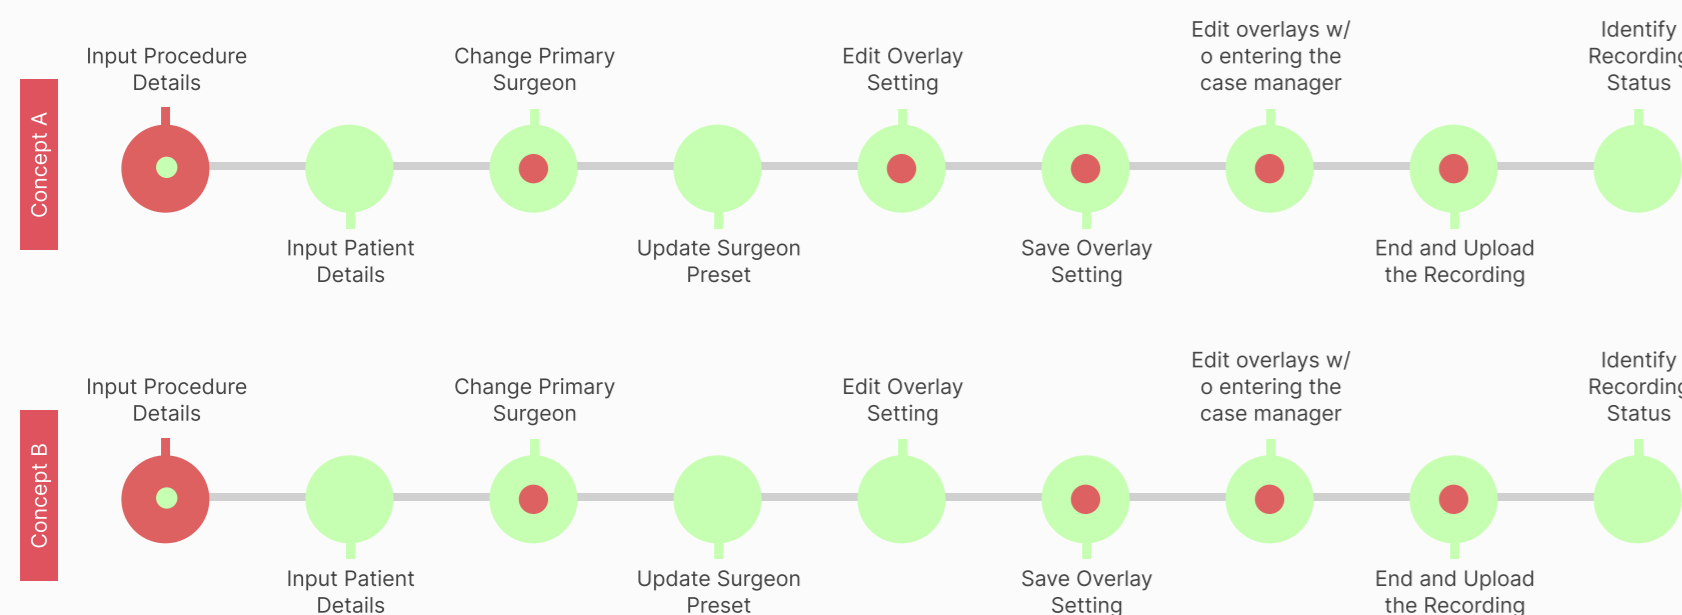 Concept A
Input Procedure
Details
Input Patient
Details
Change Primary
Surgeon
Update Surgeon
Preset
Edit Overlay
Setting
Save Overlay
Setting
Edit overlays w/
o entering the
case manager
End and Upload
the Recording
Identify
Recording
Status
Concept B
Input Procedure
Details
Input Patient
Details
Change Primary
Surgeon
Update Surgeon
Preset
Edit Overlay
Setting
Save Overlay
Setting
Edit overlays w/
o entering the
case manager
End and Upload
the Recording
Identify
Recording
Status